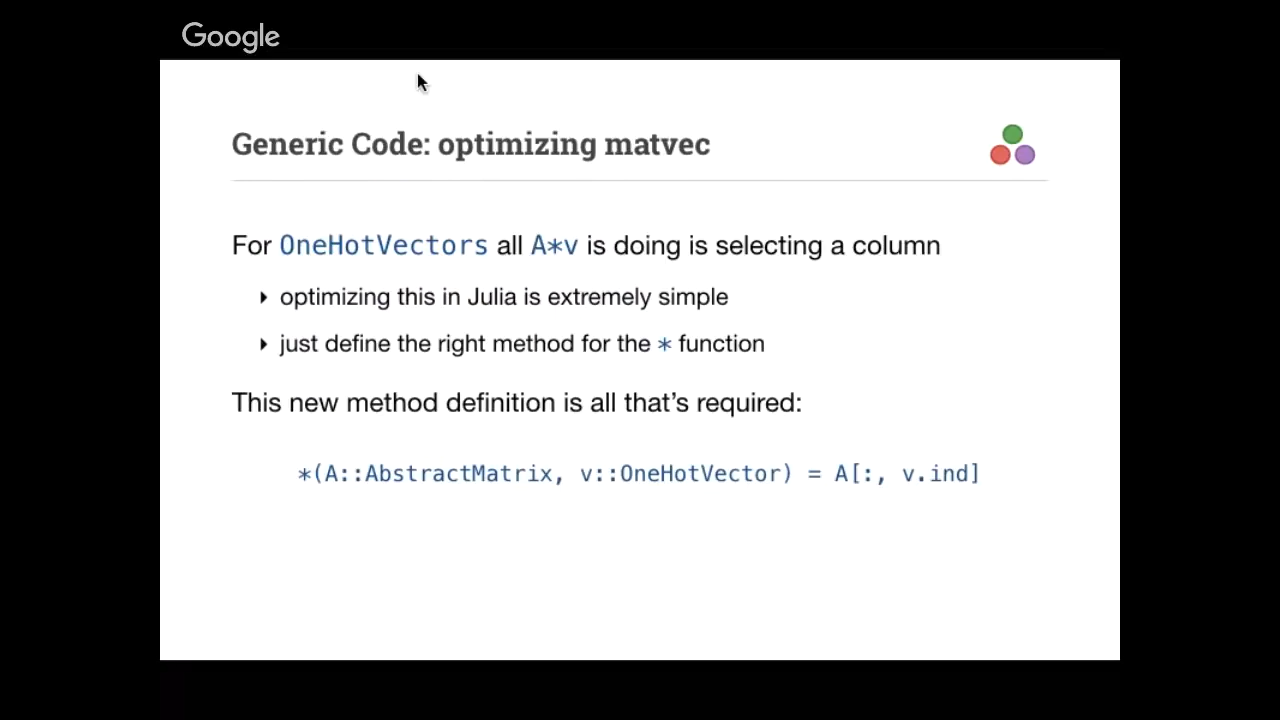 Google
Generic Code: optimizing matvec
For OneHotVectors all A*v is doing is selecting a column
‣ optimizing this in Julia is extremely simple
‣ just define the right method for the * function
This new method definition is all that’s required:
*(A::AbstractMatrix, v::OneHotVector) = A[:, v.ind]